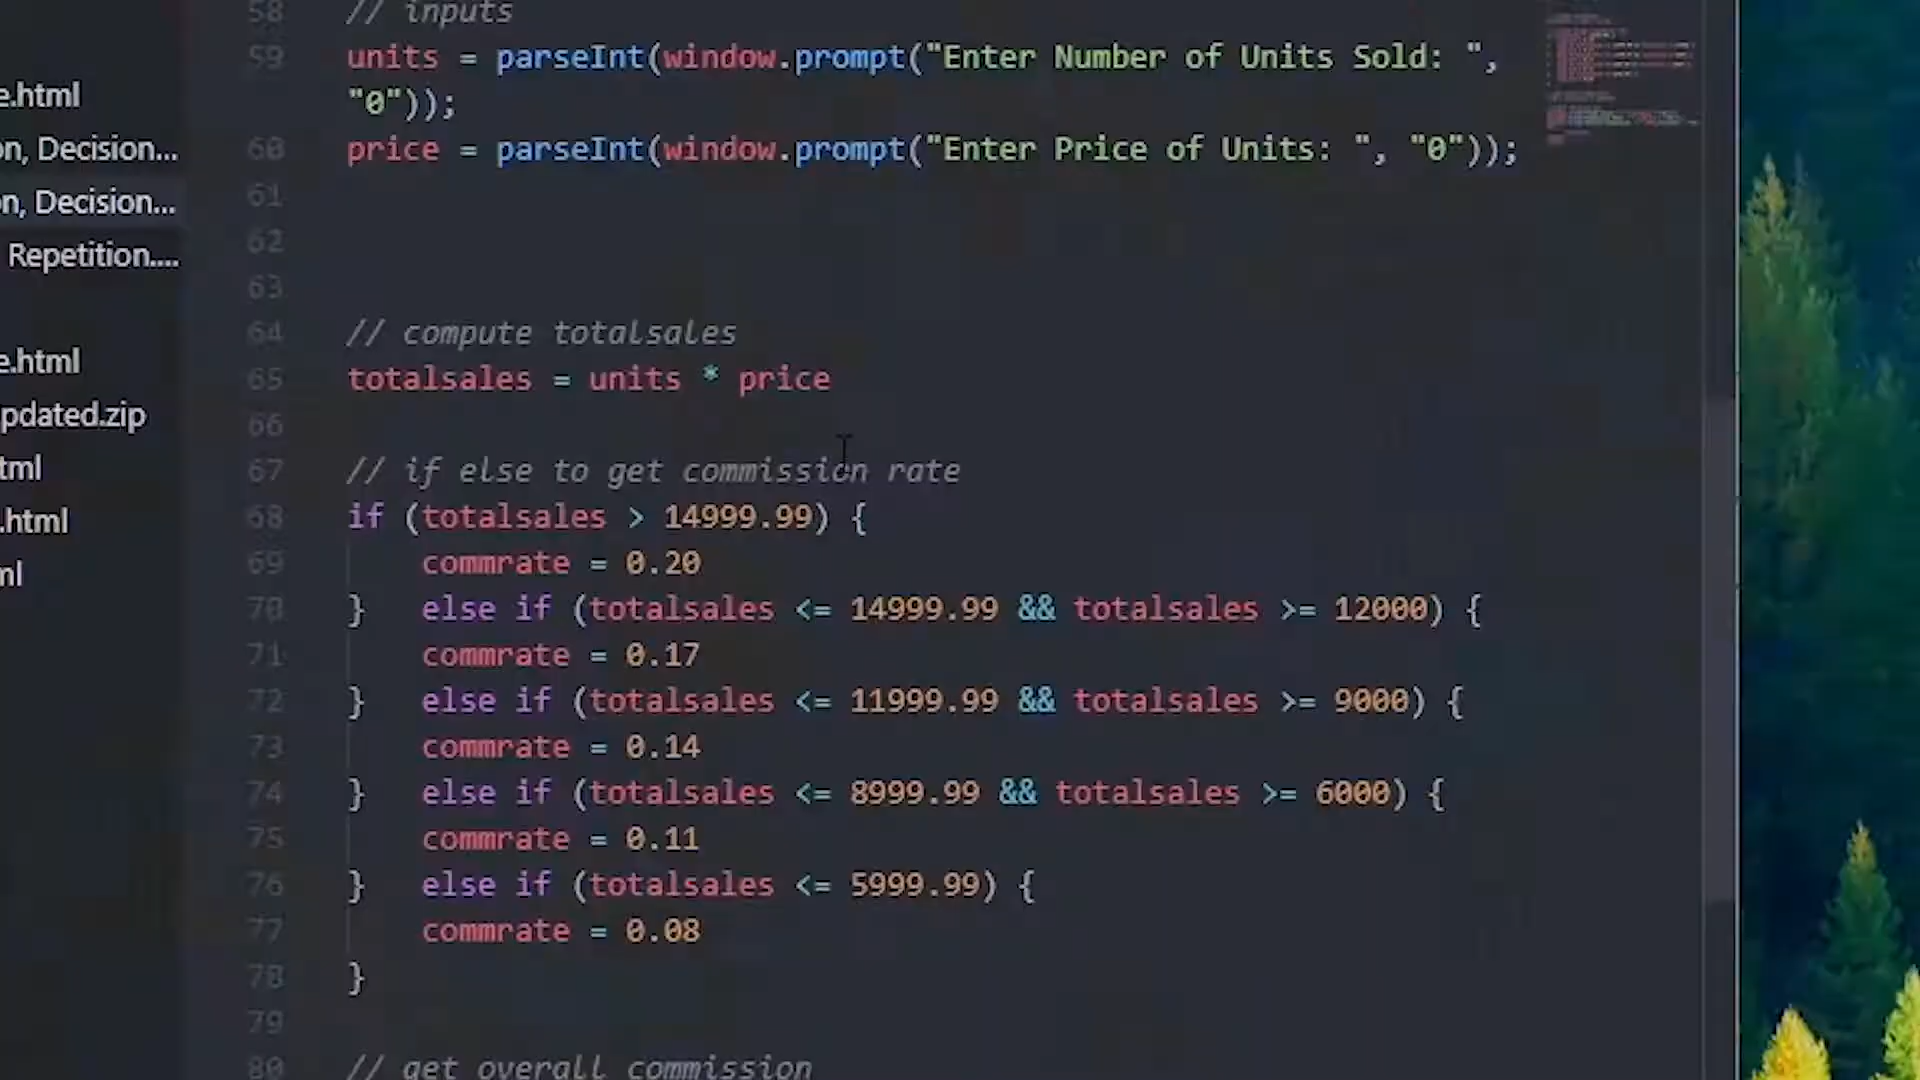 e.html
on, Decision...
on, Decision...
Repetition....
e.html
pdated.zip
tml
.html
ml
58 // inputs
59 units = parseInt(window.prompt("Enter Number of Units Sold: ",
"0"));
60 price = parseInt(window.prompt("Enter Price of Units: ", "0"));
61
62
63
64 // compute totalsales
65 totalsales = units * price
66
67 // if else to get commission rate
68 if (totalsales > 14999.99) {
69 commrate = 0.20
70 } else if (totalsales <= 14999.99 && totalsales >= 12000) {
71 commrate = 0.17
72 } else if (totalsales <= 11999.99 && totalsales >= 9000) {
73 commrate = 0.14
74 } else if (totalsales <= 8999.99 && totalsales >= 6000) {
75 commrate = 0.11
76 } else if (totalsales <= 5999.99) {
77 commrate = 0.08
78 }
79
80 // get overall commission